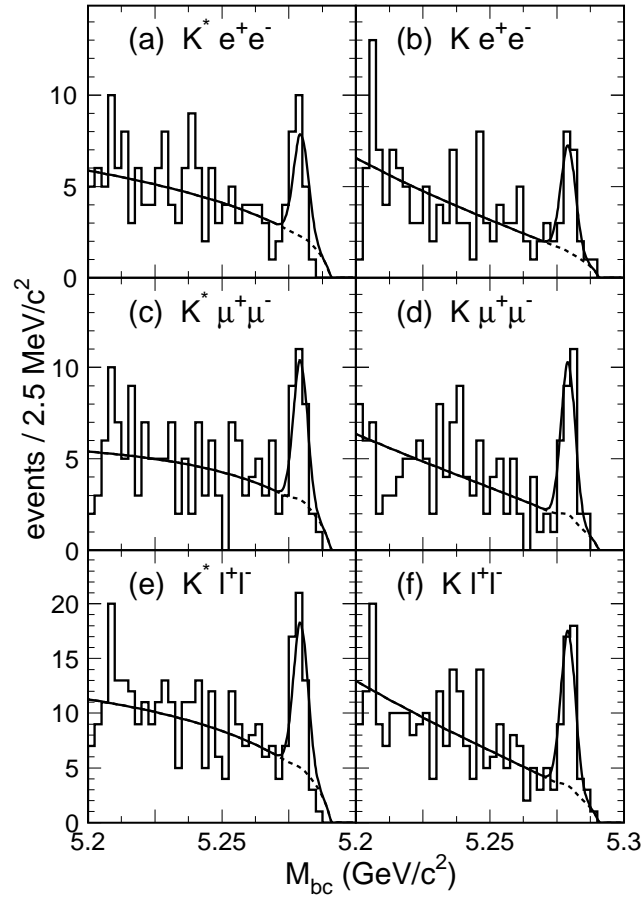 (a) K* e⁺e⁻
(b) K e⁺e⁻
10
5
0
(c) K* μ⁺μ⁻
(d) K μ⁺μ⁻
10
5
0
(e) K* l⁺l⁻
(f) K l⁺l⁻
20
15
10
5
0
5.2
5.25
5.2
5.25
5.3
events / 2.5 MeV/c²
M_bc (GeV/c²)